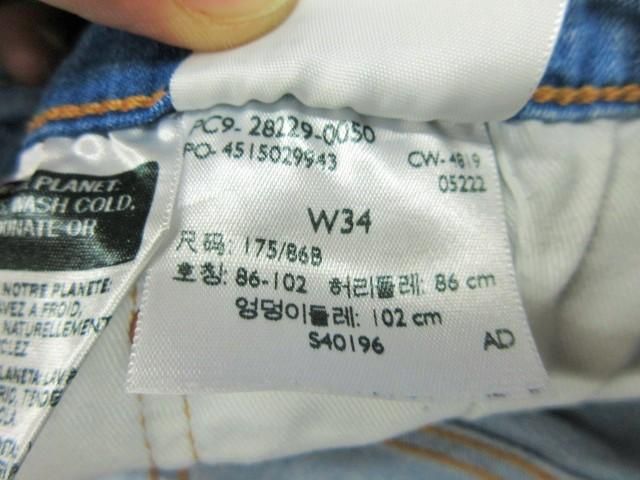 PC9-28229-0050
PO-4515029943 CW-4819
05222
W34
尺码: 175/86B
호칭: 86-102 허리둘레: 86 cm
엉덩이둘레: 102 cm
S40196 AD
PLANET:
WASH COLD,
OR
NOTRE PLANETE:
A FROID,
NATURELLEMENT